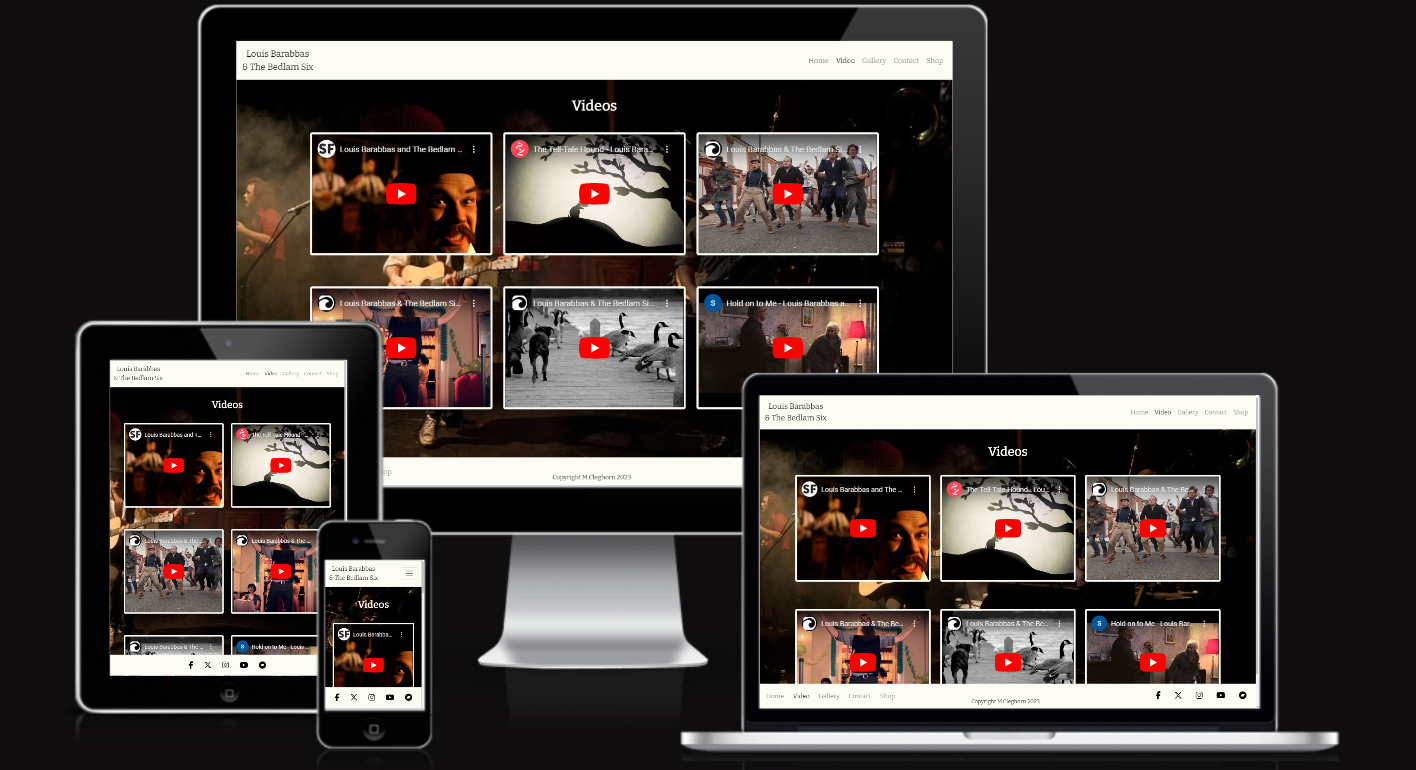 Louis Barabbas
& The Bedlam Six
Home Video Gallery Contact Shop
Videos
SF Louis Barabbas and The Bedlam ...
The Tell-Tale Hound - Louis Bara...
Louis Barabbas & The Bedlam Si...
Louis Barabbas & The Bedlam Si...
Louis Barabbas & The Bedlam Si...
S Hold on to Me - Louis Barabbas a...
op
Copyright M.Cleghorn 2023
Louis Barabbas
& The Bedlam Six
Home Video Gallery Contact Shop
Videos
SF Louis Barabbas and T...
The Tell-Tale Hound - ...
Louis Barabbas & The ...
Louis Barabbas & The ...
Louis Barabbas & The ...
S Hold on to Me - Louis ...
Louis Barabbas
& The Bedlam Six
Videos
SF Louis Barabba...
Louis Barabbas
& The Bedlam Six
Home Video Gallery Contact Shop
Videos
SF Louis Barabbas and The ...
The Tell-Tale Hound - Lou...
Louis Barabbas & The Be...
Louis Barabbas & The Be...
Louis Barabbas & The Be...
S Hold on to Me - Louis Bar...
Home Video Gallery Contact Shop
Copyright M.Cleghorn 2023